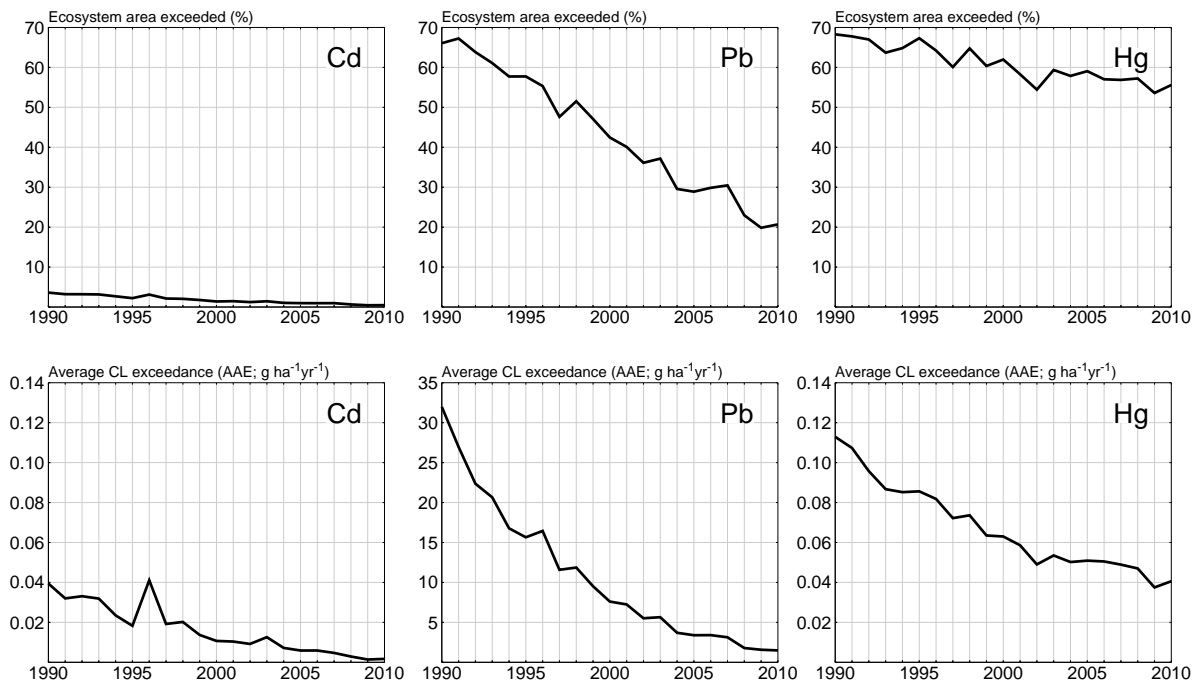 Ecosystem area exceeded (%)
Cd
70
60
50
40
30
20
10
1990 1995 2000 2005 2010
Ecosystem area exceeded (%)
Pb
70
60
50
40
30
20
10
1990 1995 2000 2005 2010
Ecosystem area exceeded (%)
Hg
70
60
50
40
30
20
10
1990 1995 2000 2005 2010
Average CL exceedance (AAE; g ha⁻¹yr⁻¹)
Cd
0.14
0.12
0.10
0.08
0.06
0.04
0.02
1990 1995 2000 2005 2010
Average CL exceedance (AAE; g ha⁻¹yr⁻¹)
Pb
35
30
25
20
15
10
5
1990 1995 2000 2005 2010
Average CL exceedance (AAE; g ha⁻¹yr⁻¹)
Hg
0.14
0.12
0.10
0.08
0.06
0.04
0.02
1990 1995 2000 2005 2010